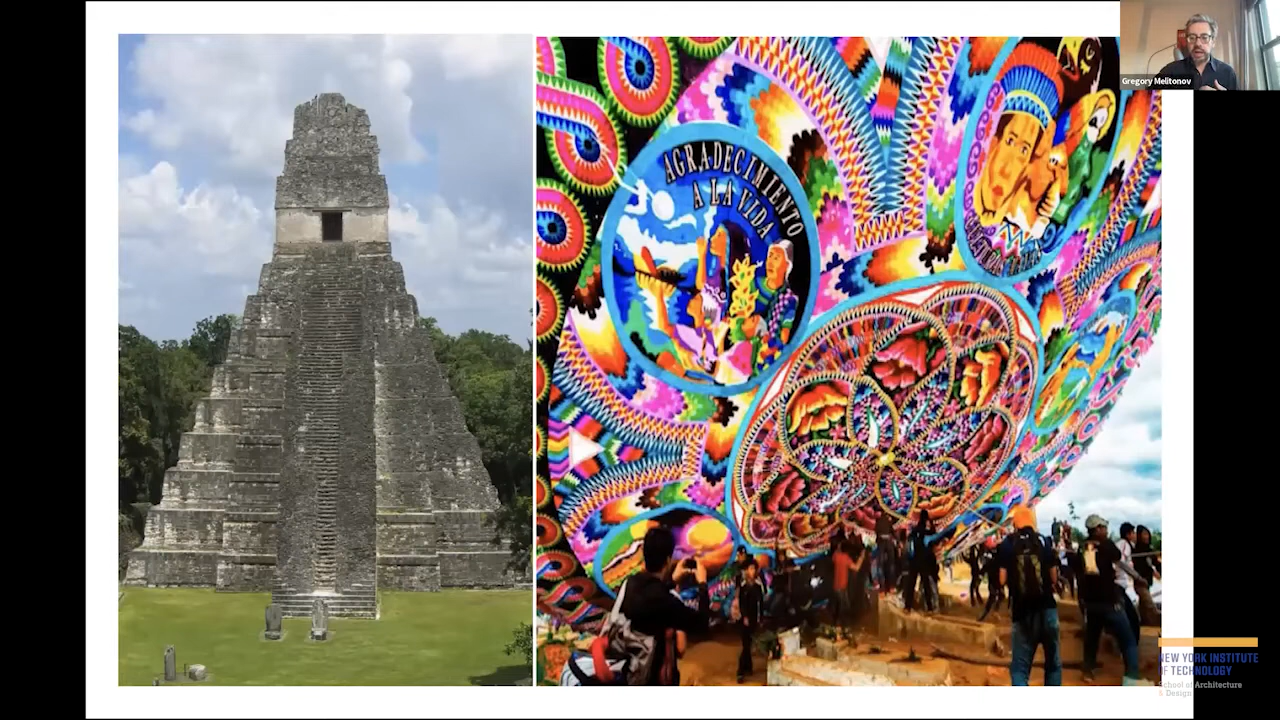 Gregory Melitonov
AGRADECIMIENTO
A LA VIDA
NEW YORK INSTITUTE
OF TECHNOLOGY
School of Architecture
& Design